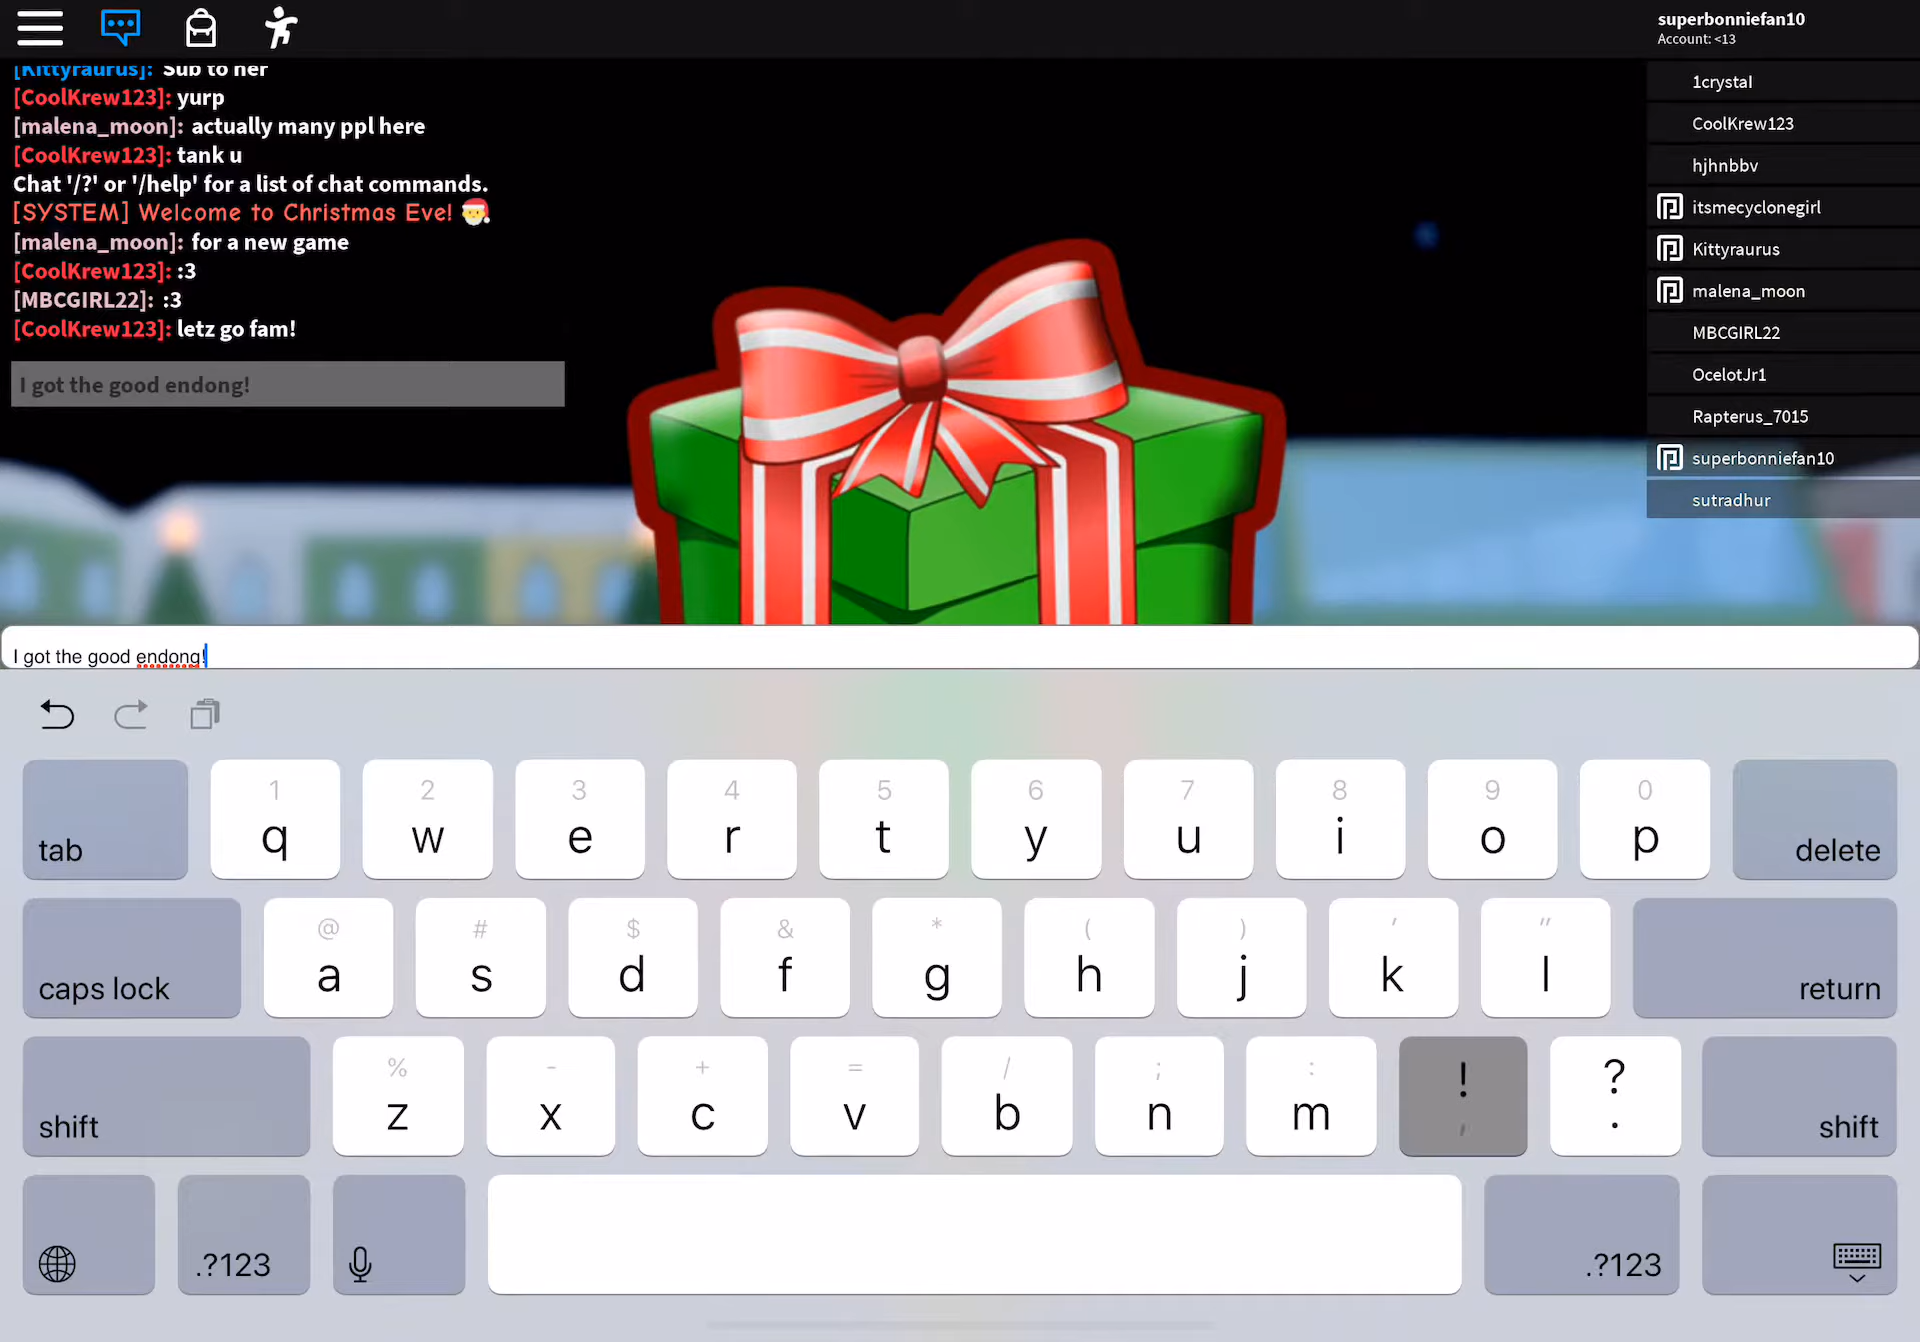 superbonniefan10
Account: <13
[Kittyraurus]: Sub to her
[CoolKrew123]: yurp
[malena_moon]: actually many ppl here
[CoolKrew123]: tank u
Chat '/?' or '/help' for a list of chat commands.
[SYSTEM] Welcome to Christmas Eve! 🎅
[malena_moon]: for a new game
[CoolKrew123]: :3
[MBCGIRL22]: :3
[CoolKrew123]: letz go fam!
I got the good endong!
1crystal
CoolKrew123
hjhnbbv
itsmecyclonegirl
Kittyraurus
malena_moon
MBCGIRL22
OcelotJr1
Rapterus_7015
superbonniefan10
sutradhur
I got the good endong!
1 2 3 4 5 6 7 8 9 0
tab q w e r t y u i o p delete
@ # $ & * ( ) ' "
caps lock a s d f g h j k l return
% - + = / ; : ! ?
shift z x c v b n m , . shift
.?123 .?123